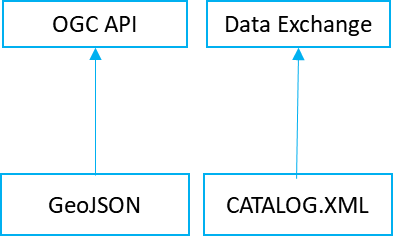 OGC API
Data Exchange
GeoJSON
CATALOG.XML